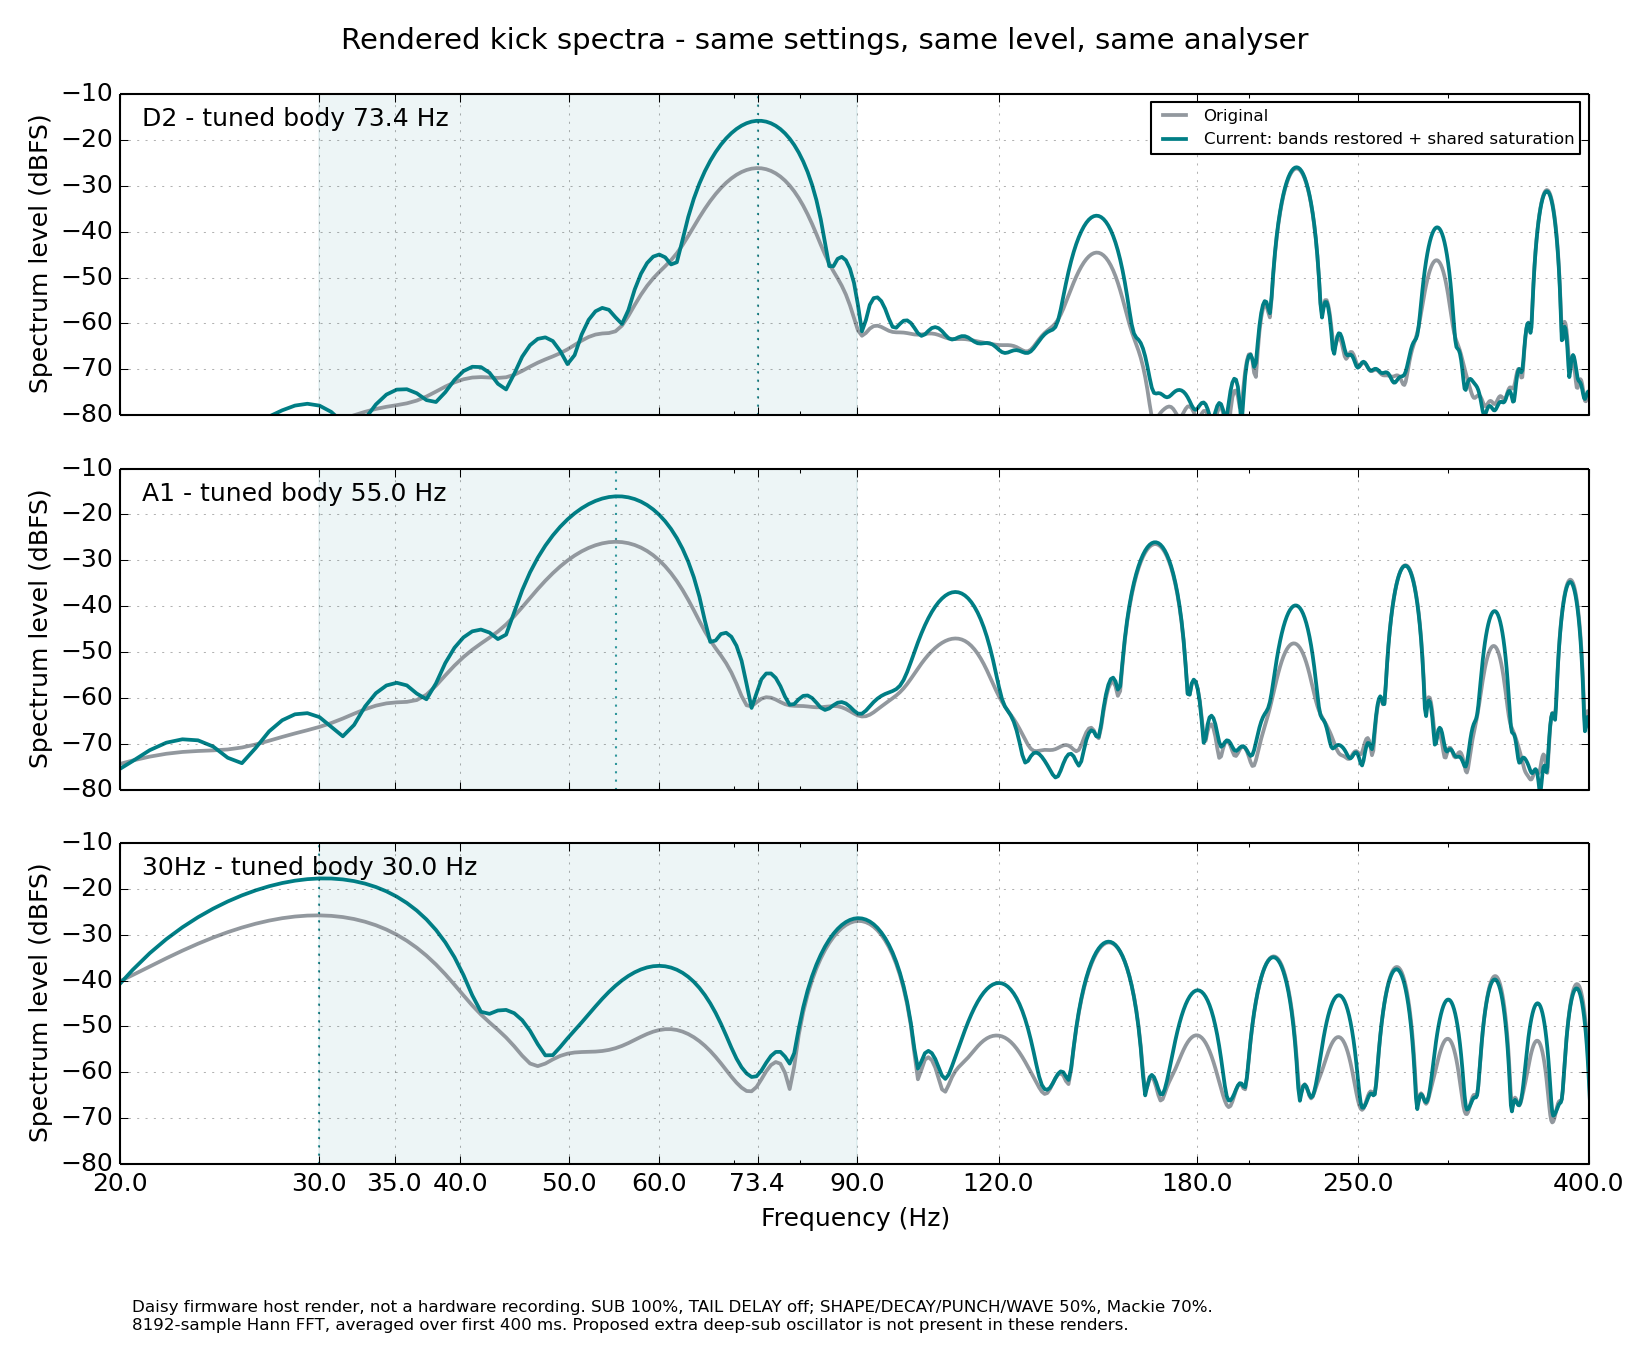 Rendered kick spectra - same settings, same level, same analyser
D2 - tuned body 73.4 Hz
Original
Current: bands restored + shared saturation
Spectrum level (dBFS)
−10
−20
−30
−40
−50
−60
−70
−80
A1 - tuned body 55.0 Hz
Spectrum level (dBFS)
−10
−20
−30
−40
−50
−60
−70
−80
30Hz - tuned body 30.0 Hz
Spectrum level (dBFS)
−10
−20
−30
−40
−50
−60
−70
−80
20.0 30.0 35.0 40.0 50.0 60.0 73.4 90.0 120.0 180.0 250.0 400.0
Frequency (Hz)
Daisy firmware host render, not a hardware recording. SUB 100%, TAIL DELAY off; SHAPE/DECAY/PUNCH/WAVE 50%, Mackie 70%.
8192-sample Hann FFT, averaged over first 400 ms. Proposed extra deep-sub oscillator is not present in these renders.